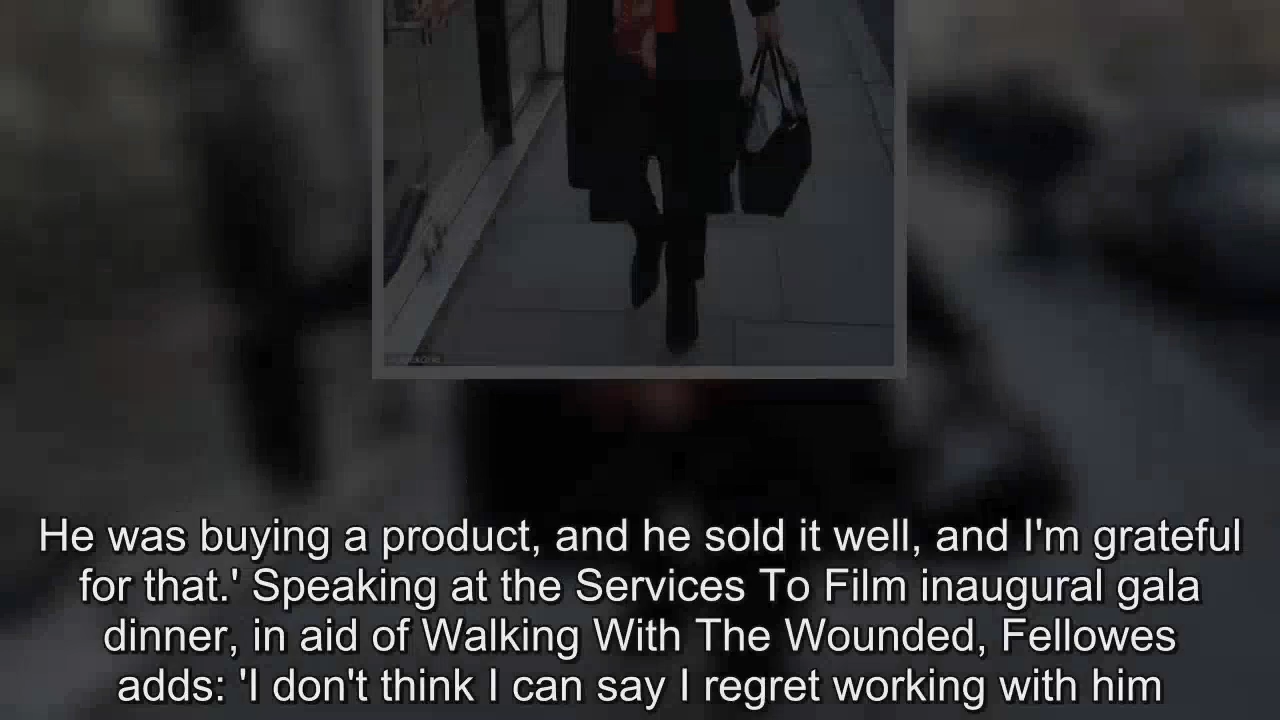 He was buying a product, and he sold it well, and I'm grateful
for that.' Speaking at the Services To Film inaugural gala
dinner, in aid of Walking With The Wounded, Fellowes
adds: 'I don't think I can say I regret working with him